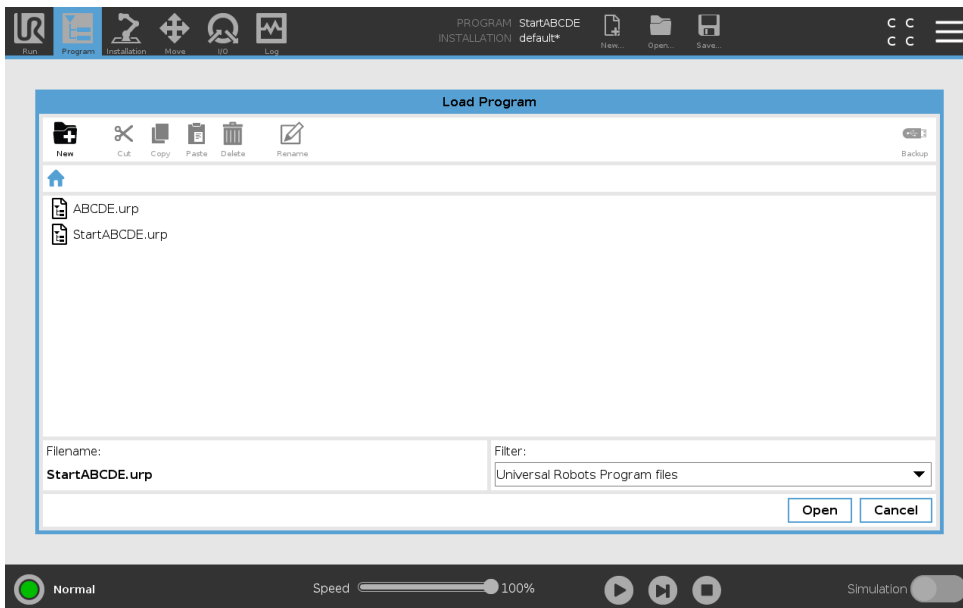 PROGRAM StartABCDE
INSTALLATION default*
C C
C C
Run Program Installation Move I/O Log New... Open... Save...
Load Program
New Cut Copy Paste Delete Rename Backup
ABCDE.urp
StartABCDE.urp
Filename:
StartABCDE.urp
Filter:
Universal Robots Program files
Open Cancel
Normal Speed 100% Simulation